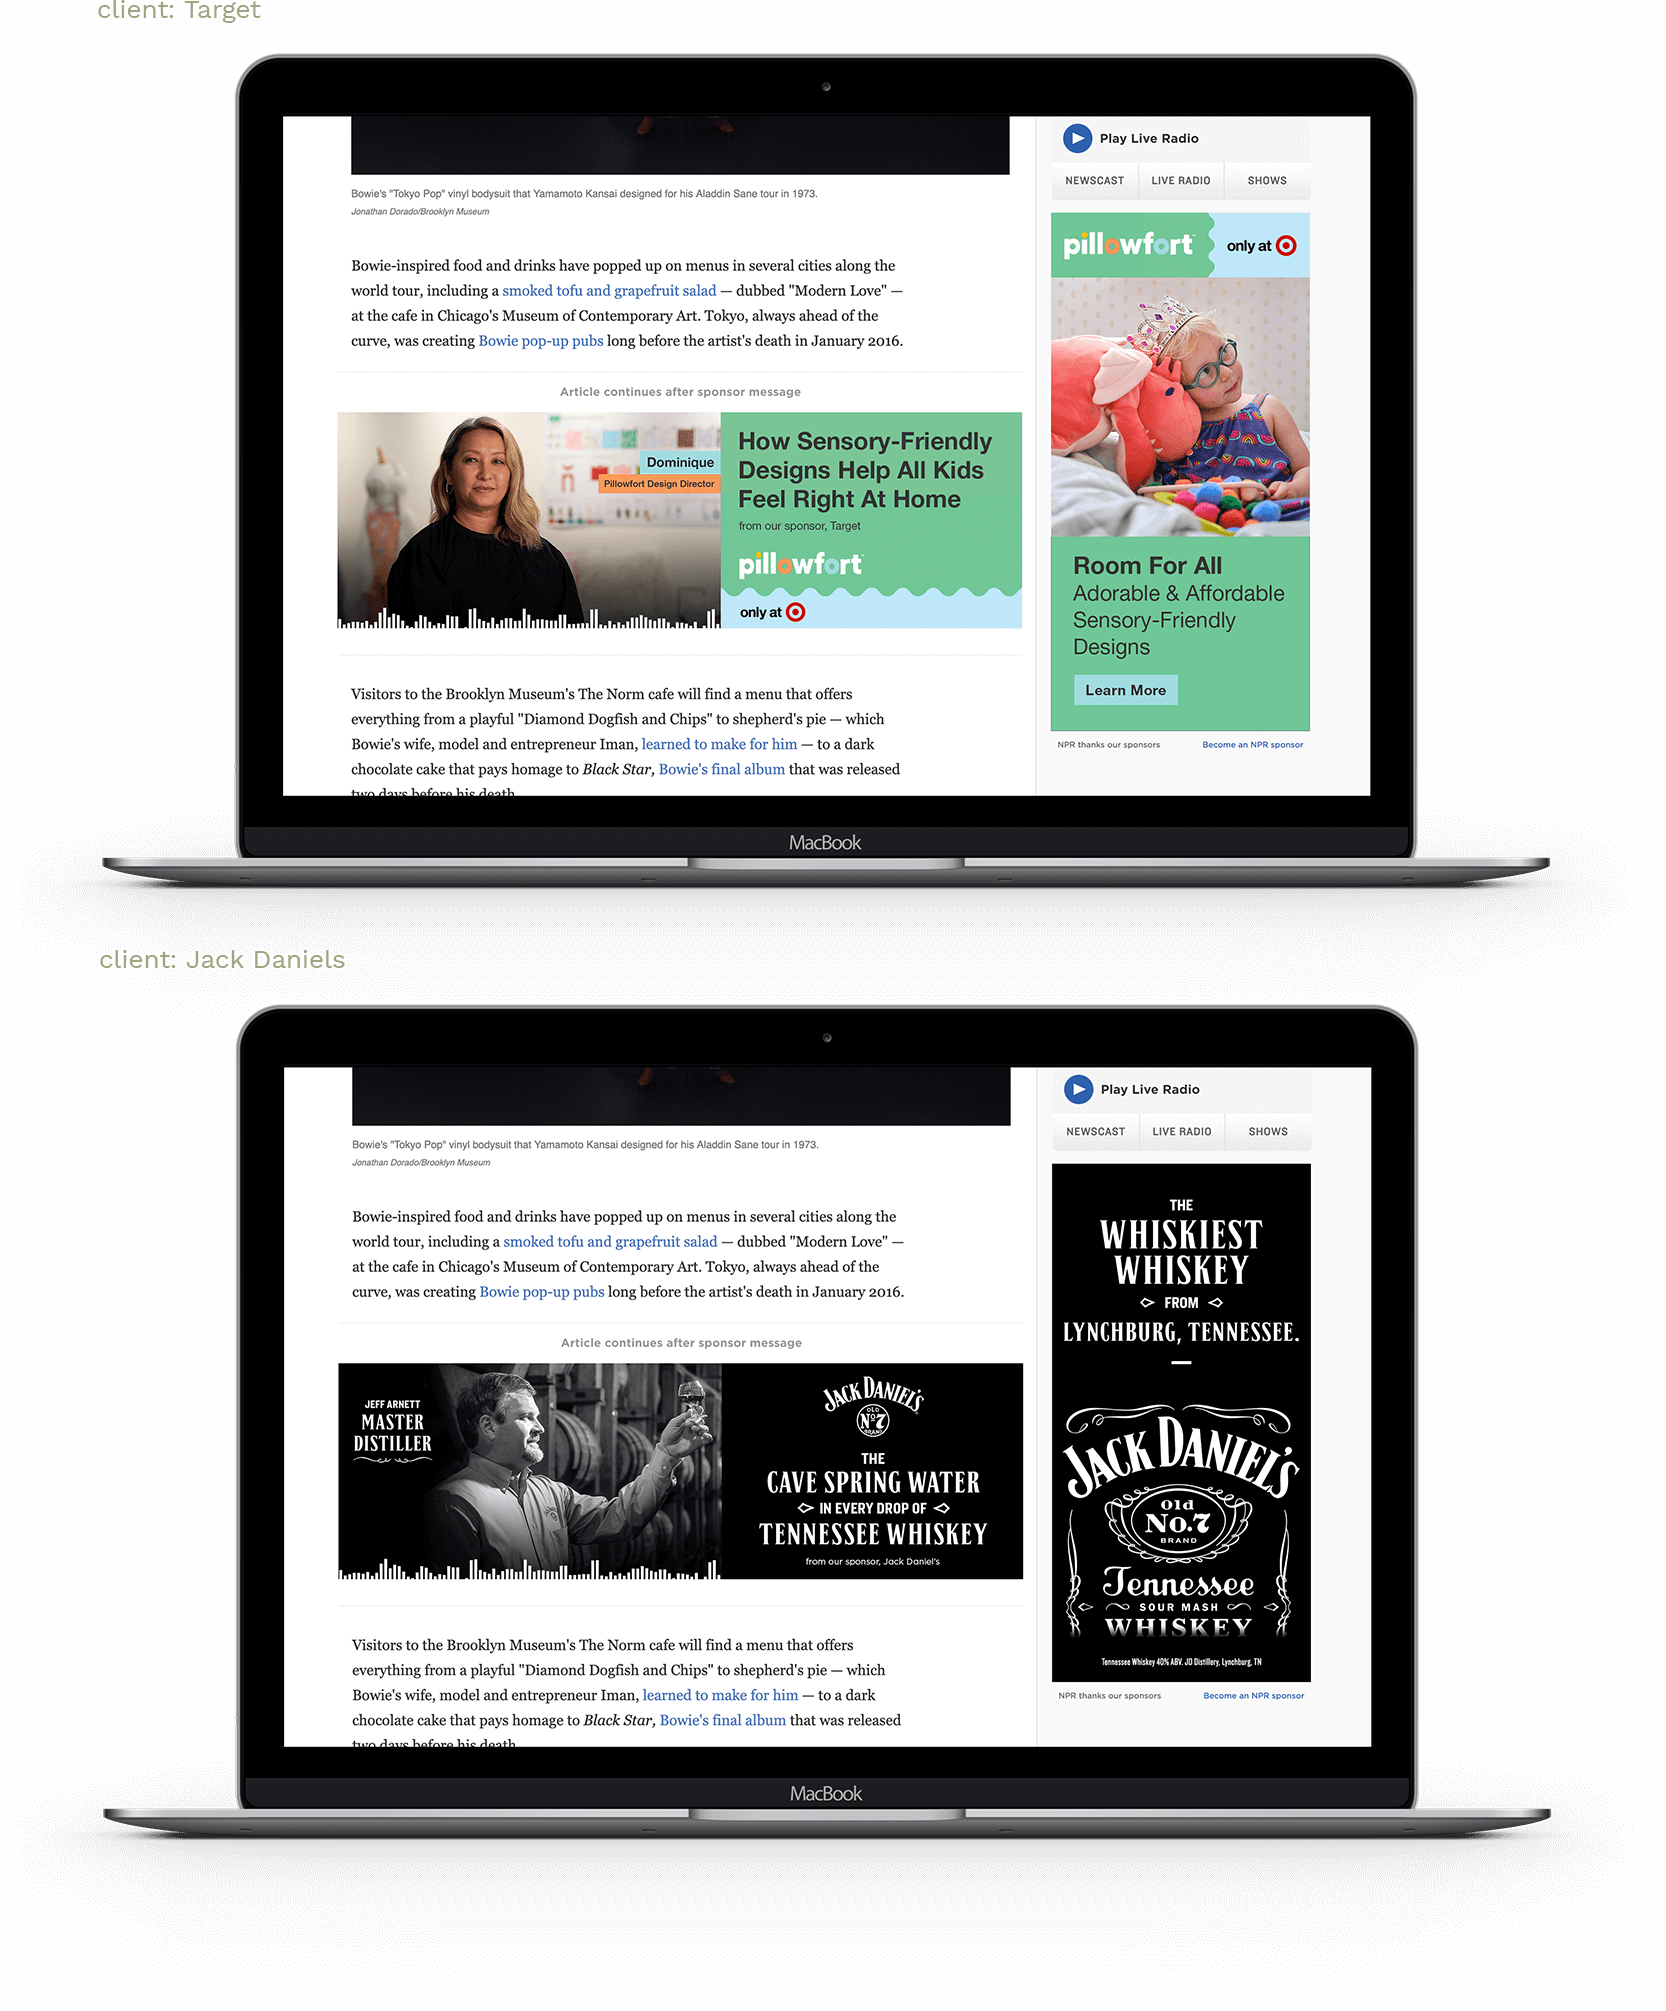 client: Target
Bowie's "Tokyo Pop" vinyl bodysuit that Yamamoto Kansai designed for his Aladdin Sane tour in 1973.
Jonathan Dorado/Brooklyn Museum
Bowie-inspired food and drinks have popped up on menus in several cities along the
world tour, including a smoked tofu and grapefruit salad — dubbed "Modern Love" —
at the cafe in Chicago's Museum of Contemporary Art. Tokyo, always ahead of the
curve, was creating Bowie pop-up pubs long before the artist's death in January 2016.
Article continues after sponsor message
Dominique
Pillowfort Design Director
How Sensory-Friendly
Designs Help All Kids
Feel Right At Home
from our sponsor, Target
pillowfort™
only at
Visitors to the Brooklyn Museum's The Norm cafe will find a menu that offers
everything from a playful "Diamond Dogfish and Chips" to shepherd's pie — which
Bowie's wife, model and entrepreneur Iman, learned to make for him — to a dark
chocolate cake that pays homage to Black Star, Bowie's final album that was released
two days before his death.
Play Live Radio
NEWSCAST LIVE RADIO SHOWS
pillowfort™ only at
Room For All
Adorable & Affordable
Sensory-Friendly
Designs
Learn More
NPR thanks our sponsors Become an NPR sponsor
MacBook
client: Jack Daniels
Bowie's "Tokyo Pop" vinyl bodysuit that Yamamoto Kansai designed for his Aladdin Sane tour in 1973.
Jonathan Dorado/Brooklyn Museum
Bowie-inspired food and drinks have popped up on menus in several cities along the
world tour, including a smoked tofu and grapefruit salad — dubbed "Modern Love" —
at the cafe in Chicago's Museum of Contemporary Art. Tokyo, always ahead of the
curve, was creating Bowie pop-up pubs long before the artist's death in January 2016.
Article continues after sponsor message
JEFF ARNETT
MASTER
DISTILLER
JACK DANIEL'S
OLD
No. 7
BRAND
THE
CAVE SPRING WATER
IN EVERY DROP OF
TENNESSEE WHISKEY
from our sponsor, Jack Daniel's
Visitors to the Brooklyn Museum's The Norm cafe will find a menu that offers
everything from a playful "Diamond Dogfish and Chips" to shepherd's pie — which
Bowie's wife, model and entrepreneur Iman, learned to make for him — to a dark
chocolate cake that pays homage to Black Star, Bowie's final album that was released
two days before his death.
Play Live Radio
NEWSCAST LIVE RADIO SHOWS
THE
WHISKIEST
WHISKEY
FROM
LYNCHBURG, TENNESSEE.
JACK DANIEL'S
Old
No.7
BRAND
Tennessee
SOUR MASH
WHISKEY
Tennessee Whiskey 40% ABV. JD Distillery, Lynchburg, TN
NPR thanks our sponsors Become an NPR sponsor
MacBook